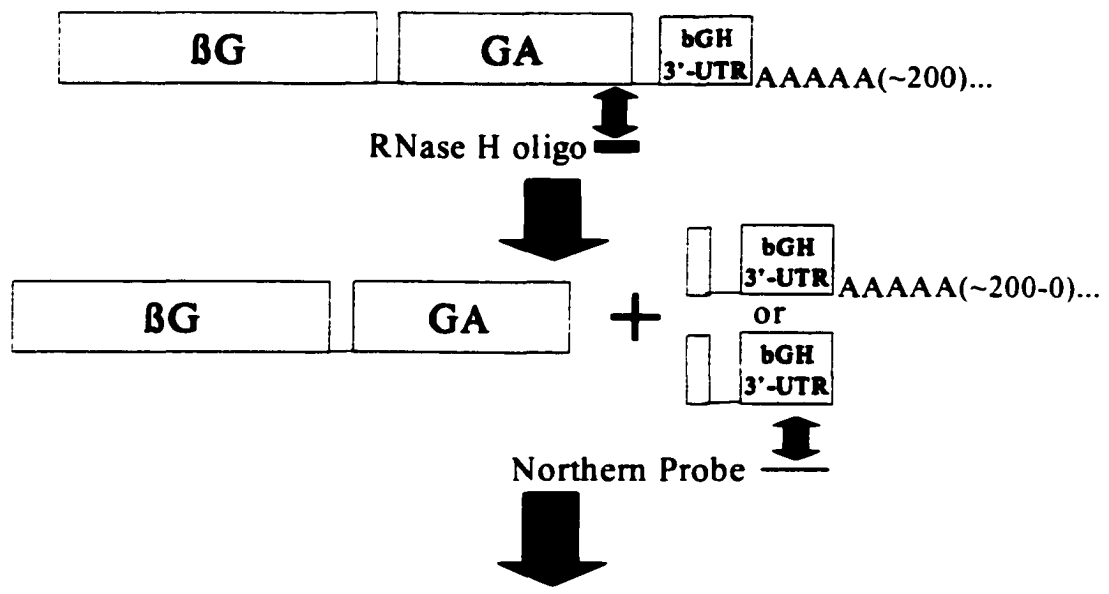 ßG
GA
bGH
3'-UTR
AAAAA(~200)...
RNase H oligo
ßG
GA
+
bGH
3'-UTR
AAAAA(~200-0)...
or
bGH
3'-UTR
Northern Probe